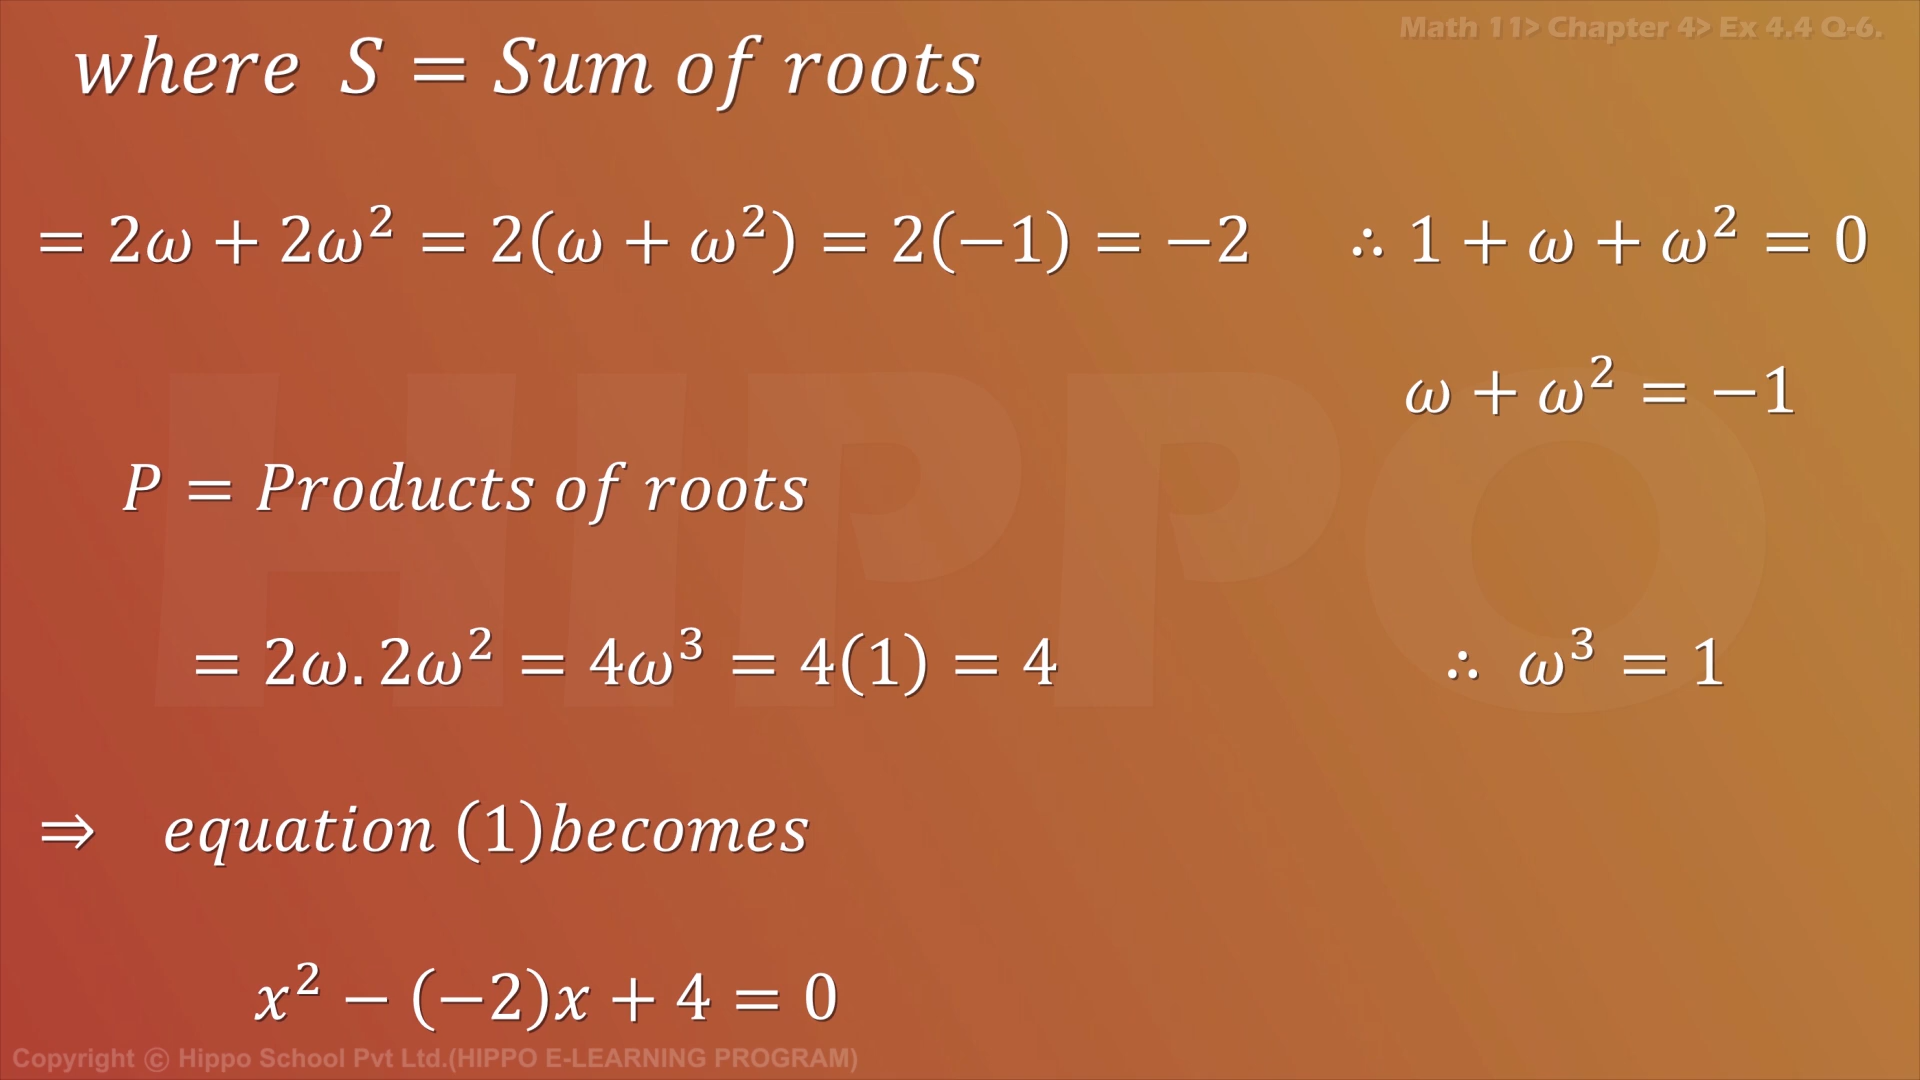 Math 11> Chapter 4> Ex 4.4 Q-6.
where S = Sum of roots
= 2ω + 2ω² = 2(ω + ω²) = 2(−1) = −2 ∴ 1 + ω + ω² = 0
ω + ω² = −1
P = Products of roots
= 2ω. 2ω² = 4ω³ = 4(1) = 4 ∴ ω³ = 1
⇒ equation (1)becomes
x² − (−2)x + 4 = 0
HIPPO
Copyright © Hippo School Pvt Ltd.(HIPPO E-LEARNING PROGRAM)